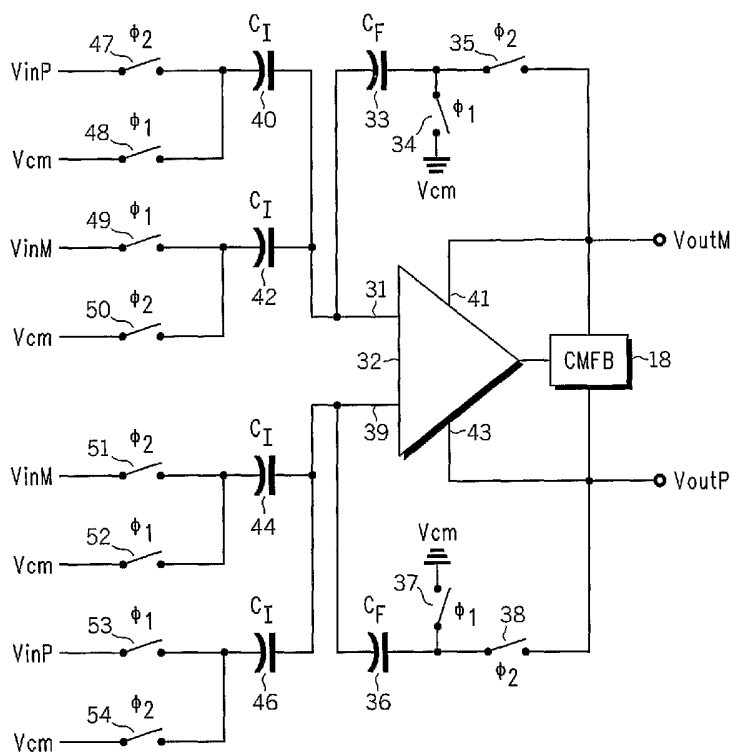 47 ϕ2 CI CF 35 ϕ2
VinP
40 33 ϕ1
48 ϕ1 34
Vcm Vcm
49 ϕ1 CI
VinM VoutM
42 31 41
50 ϕ2
Vcm 32 CMFB 18
39 43
51 ϕ2 CI
VinM VoutP
44 Vcm
52 ϕ1
Vcm 37
53 ϕ1 CI CF ϕ1 38
VinP
46 36 ϕ2
54 ϕ2
Vcm